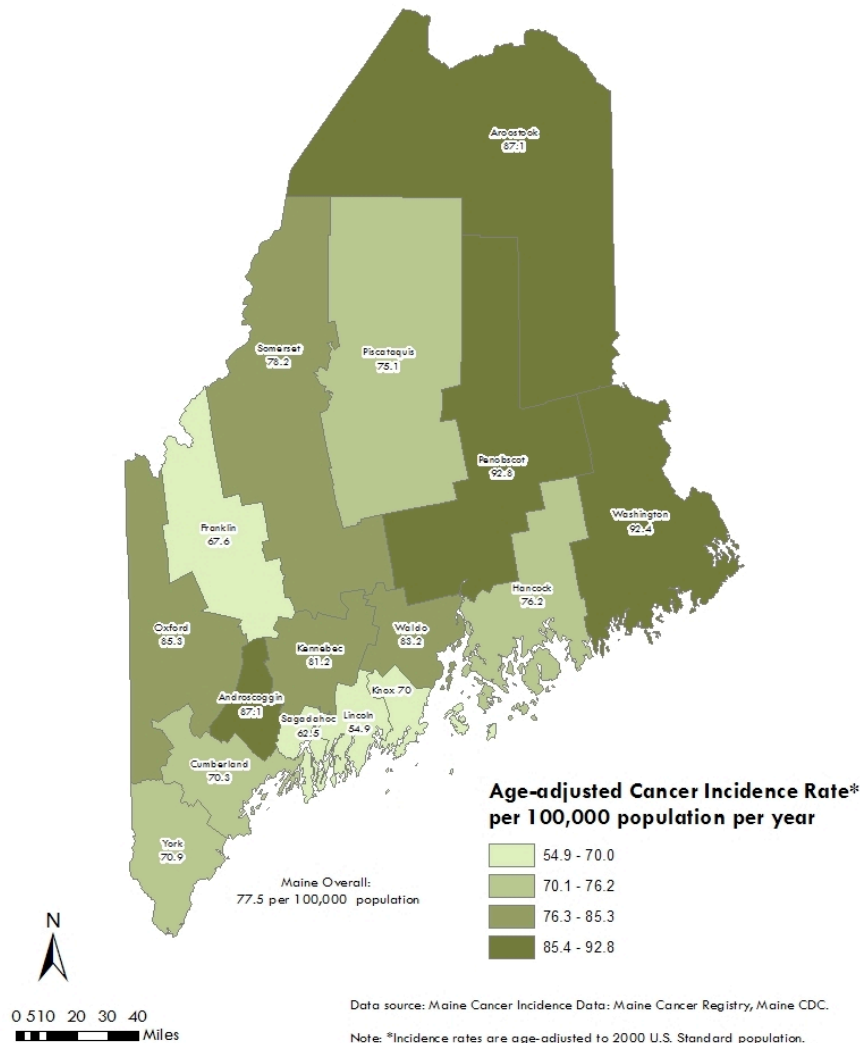 Aroostook
87.1
Somerset
78.2
Piscataquis
75.1
Penobscot
92.8
Washington
92.4
Franklin
67.6
Hancock
76.2
Oxford
85.3
Kennebec
81.2
Waldo
83.2
Androscoggin
87.1
Sagadahoc
62.5
Lincoln
54.9
Knox 70
Cumberland
70.3
York
70.9
Maine Overall:
77.5 per 100,000 population
Age-adjusted Cancer Incidence Rate*
per 100,000 population per year
54.9 - 70.0
70.1 - 76.2
76.3 - 85.3
85.4 - 92.8
N
0 5 10 20 30 40
Miles
Data source: Maine Cancer Incidence Data: Maine Cancer Registry, Maine CDC.
Note: *Incidence rates are age-adjusted to 2000 U.S. Standard population.